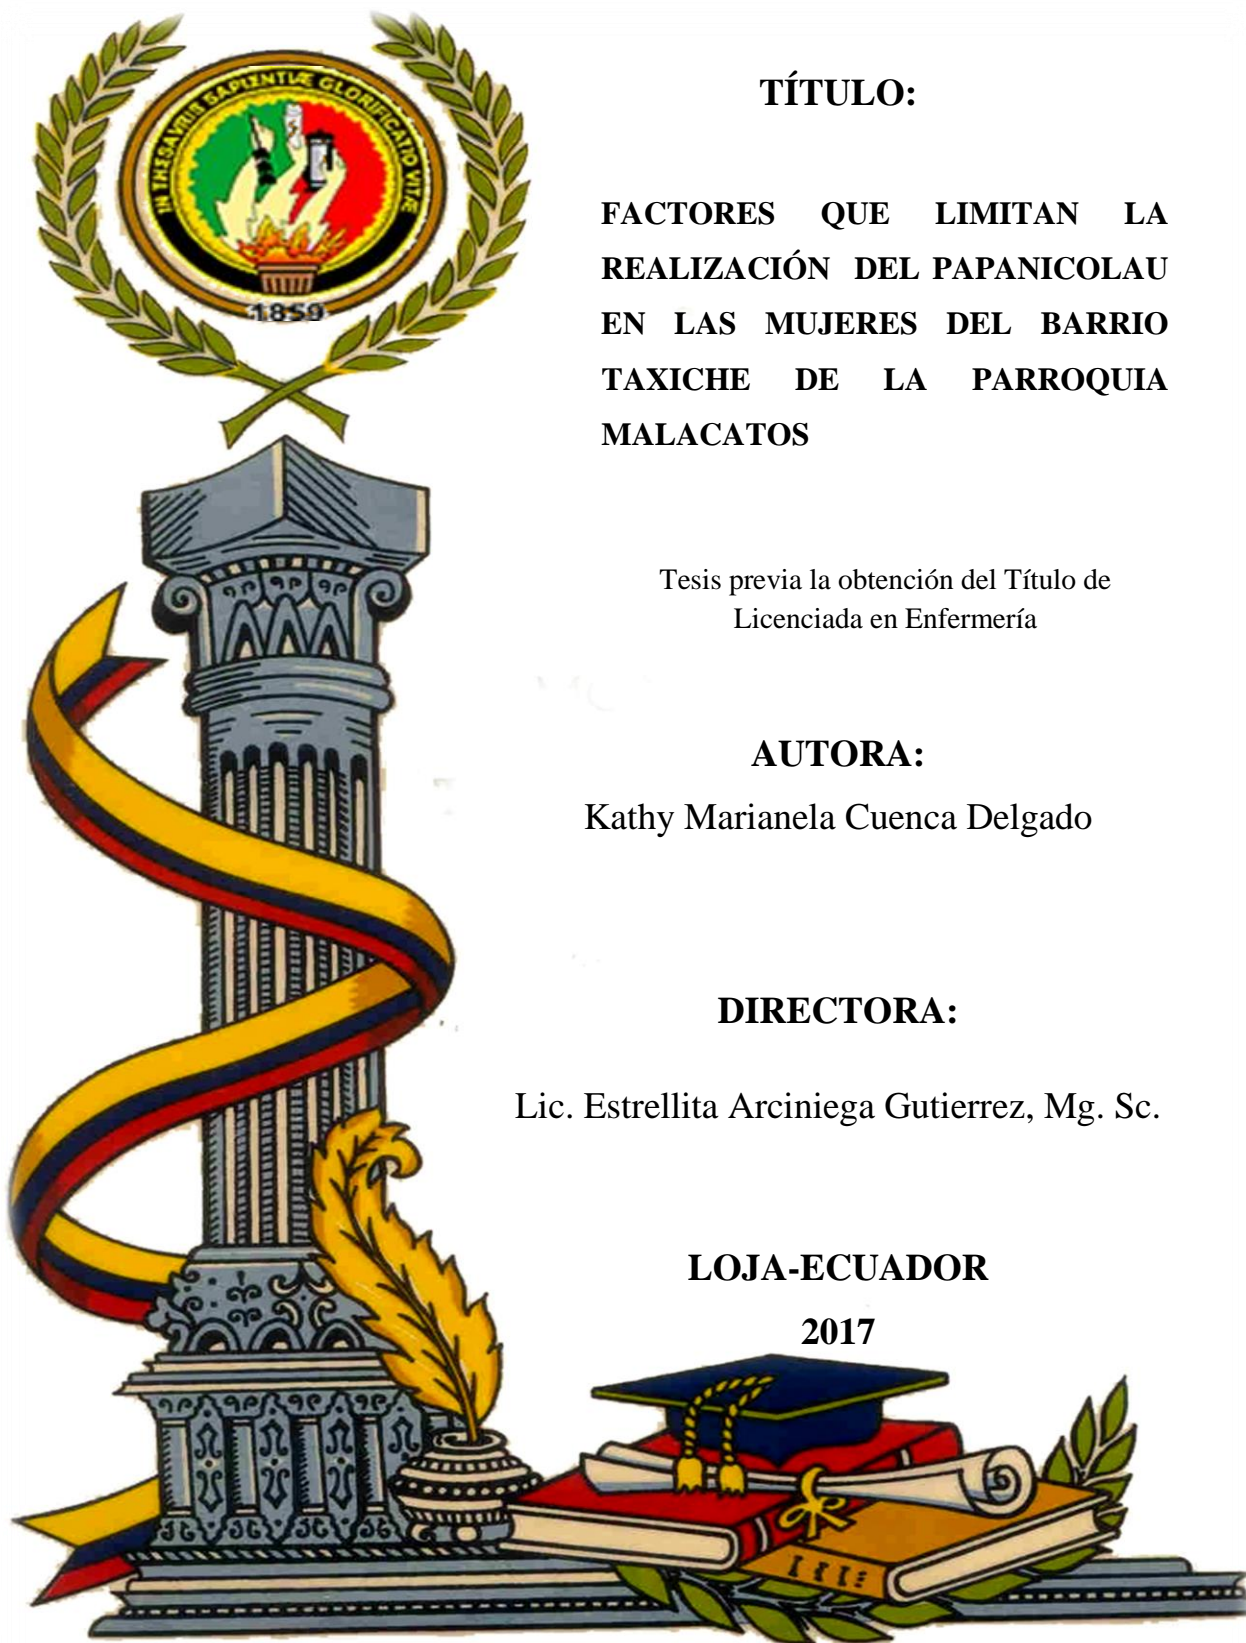 IN THESAVRVS SAPIENTIÆ GLORIFICATIO VITÆ
1859
TÍTULO:
FACTORES QUE LIMITAN LA
REALIZACIÓN DEL PAPANICOLAU
EN LAS MUJERES DEL BARRIO
TAXICHE DE LA PARROQUIA
MALACATOS
Tesis previa la obtención del Título de
Licenciada en Enfermería
AUTORA:
Kathy Marianela Cuenca Delgado
DIRECTORA:
Lic. Estrellita Arciniega Gutierrez, Mg. Sc.
LOJA-ECUADOR
2017